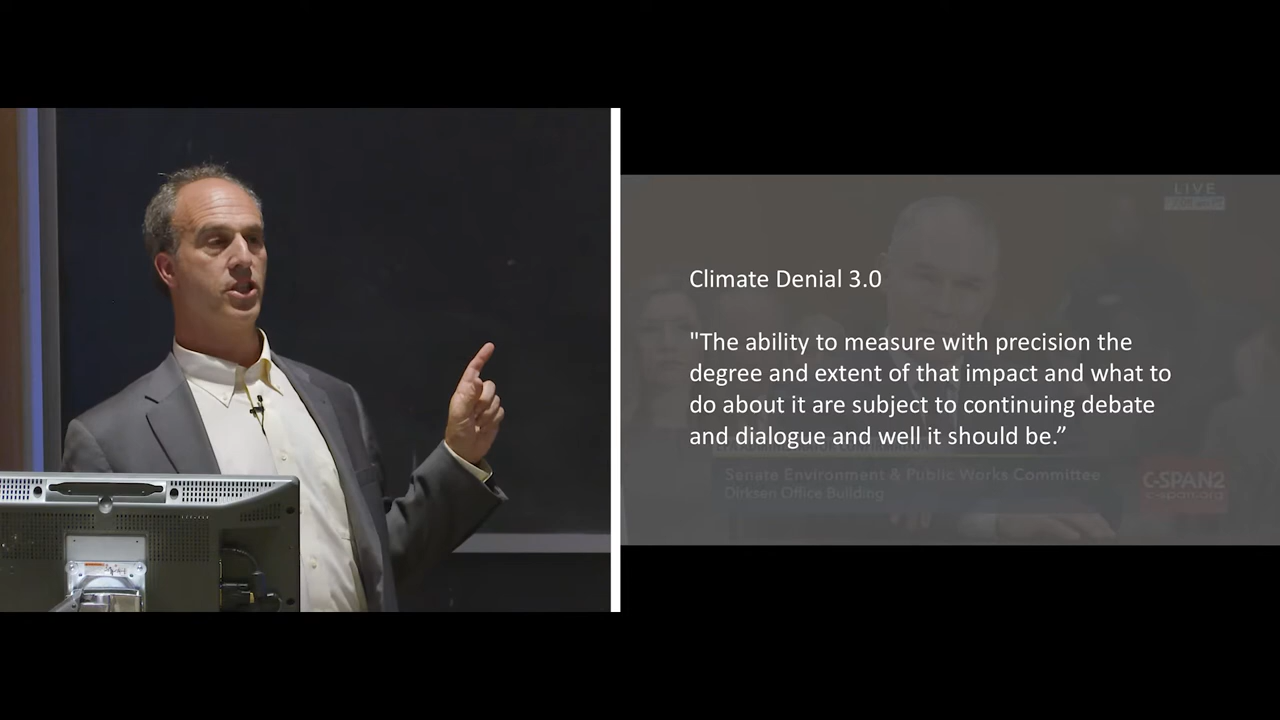 LIVE
Climate Denial 3.0
"The ability to measure with precision the
degree and extent of that impact and what to
do about it are subject to continuing debate
and dialogue and well it should be.”
Senate Environment & Public Works Committee
Dirksen Office Building
C-SPAN2
c-span.org